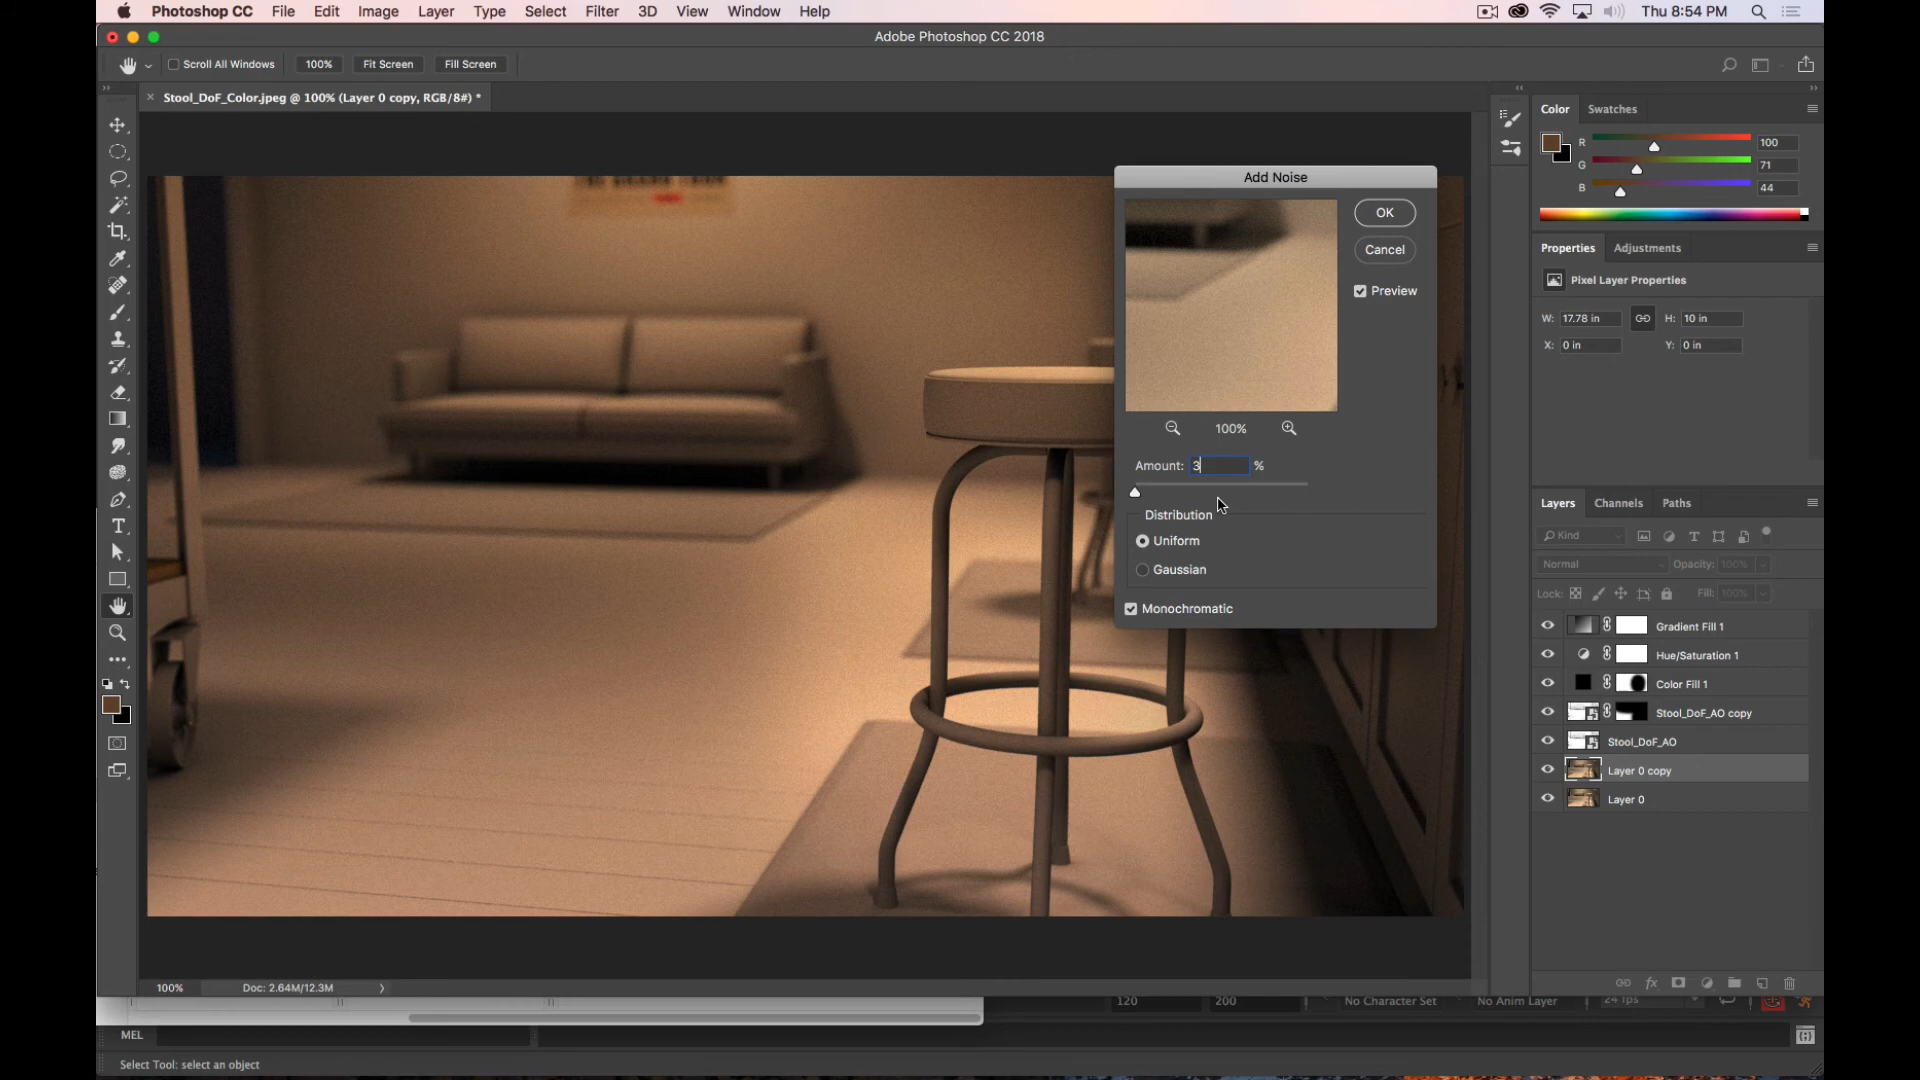 Photoshop CC File Edit Image Layer Type Select Filter 3D View Window Help Thu 8:54 PM
Adobe Photoshop CC 2018
Scroll All Windows 100% Fit Screen Fill Screen
Stool_DoF_Color.jpeg @ 100% (Layer 0 copy, RGB/8#) *
Color Swatches
R 100
G 71
B 44
Add Noise
OK
Cancel
Preview
100%
Amount: 3 %
Distribution
Uniform
Gaussian
Monochromatic
Properties Adjustments
Pixel Layer Properties
W: 17.78 in H: 10 in
X: 0 in Y: 0 in
Layers Channels Paths
Kind
Normal Opacity: 100%
Lock: Fill: 100%
Gradient Fill 1
Hue/Saturation 1
Color Fill 1
Stool_DoF_AO copy
Stool_DoF_AO
Layer 0 copy
Layer 0
100% Doc: 2.64M/12.3M
120 200 No Character Set No Anim Layer 24 fps
MEL
Select Tool: select an object